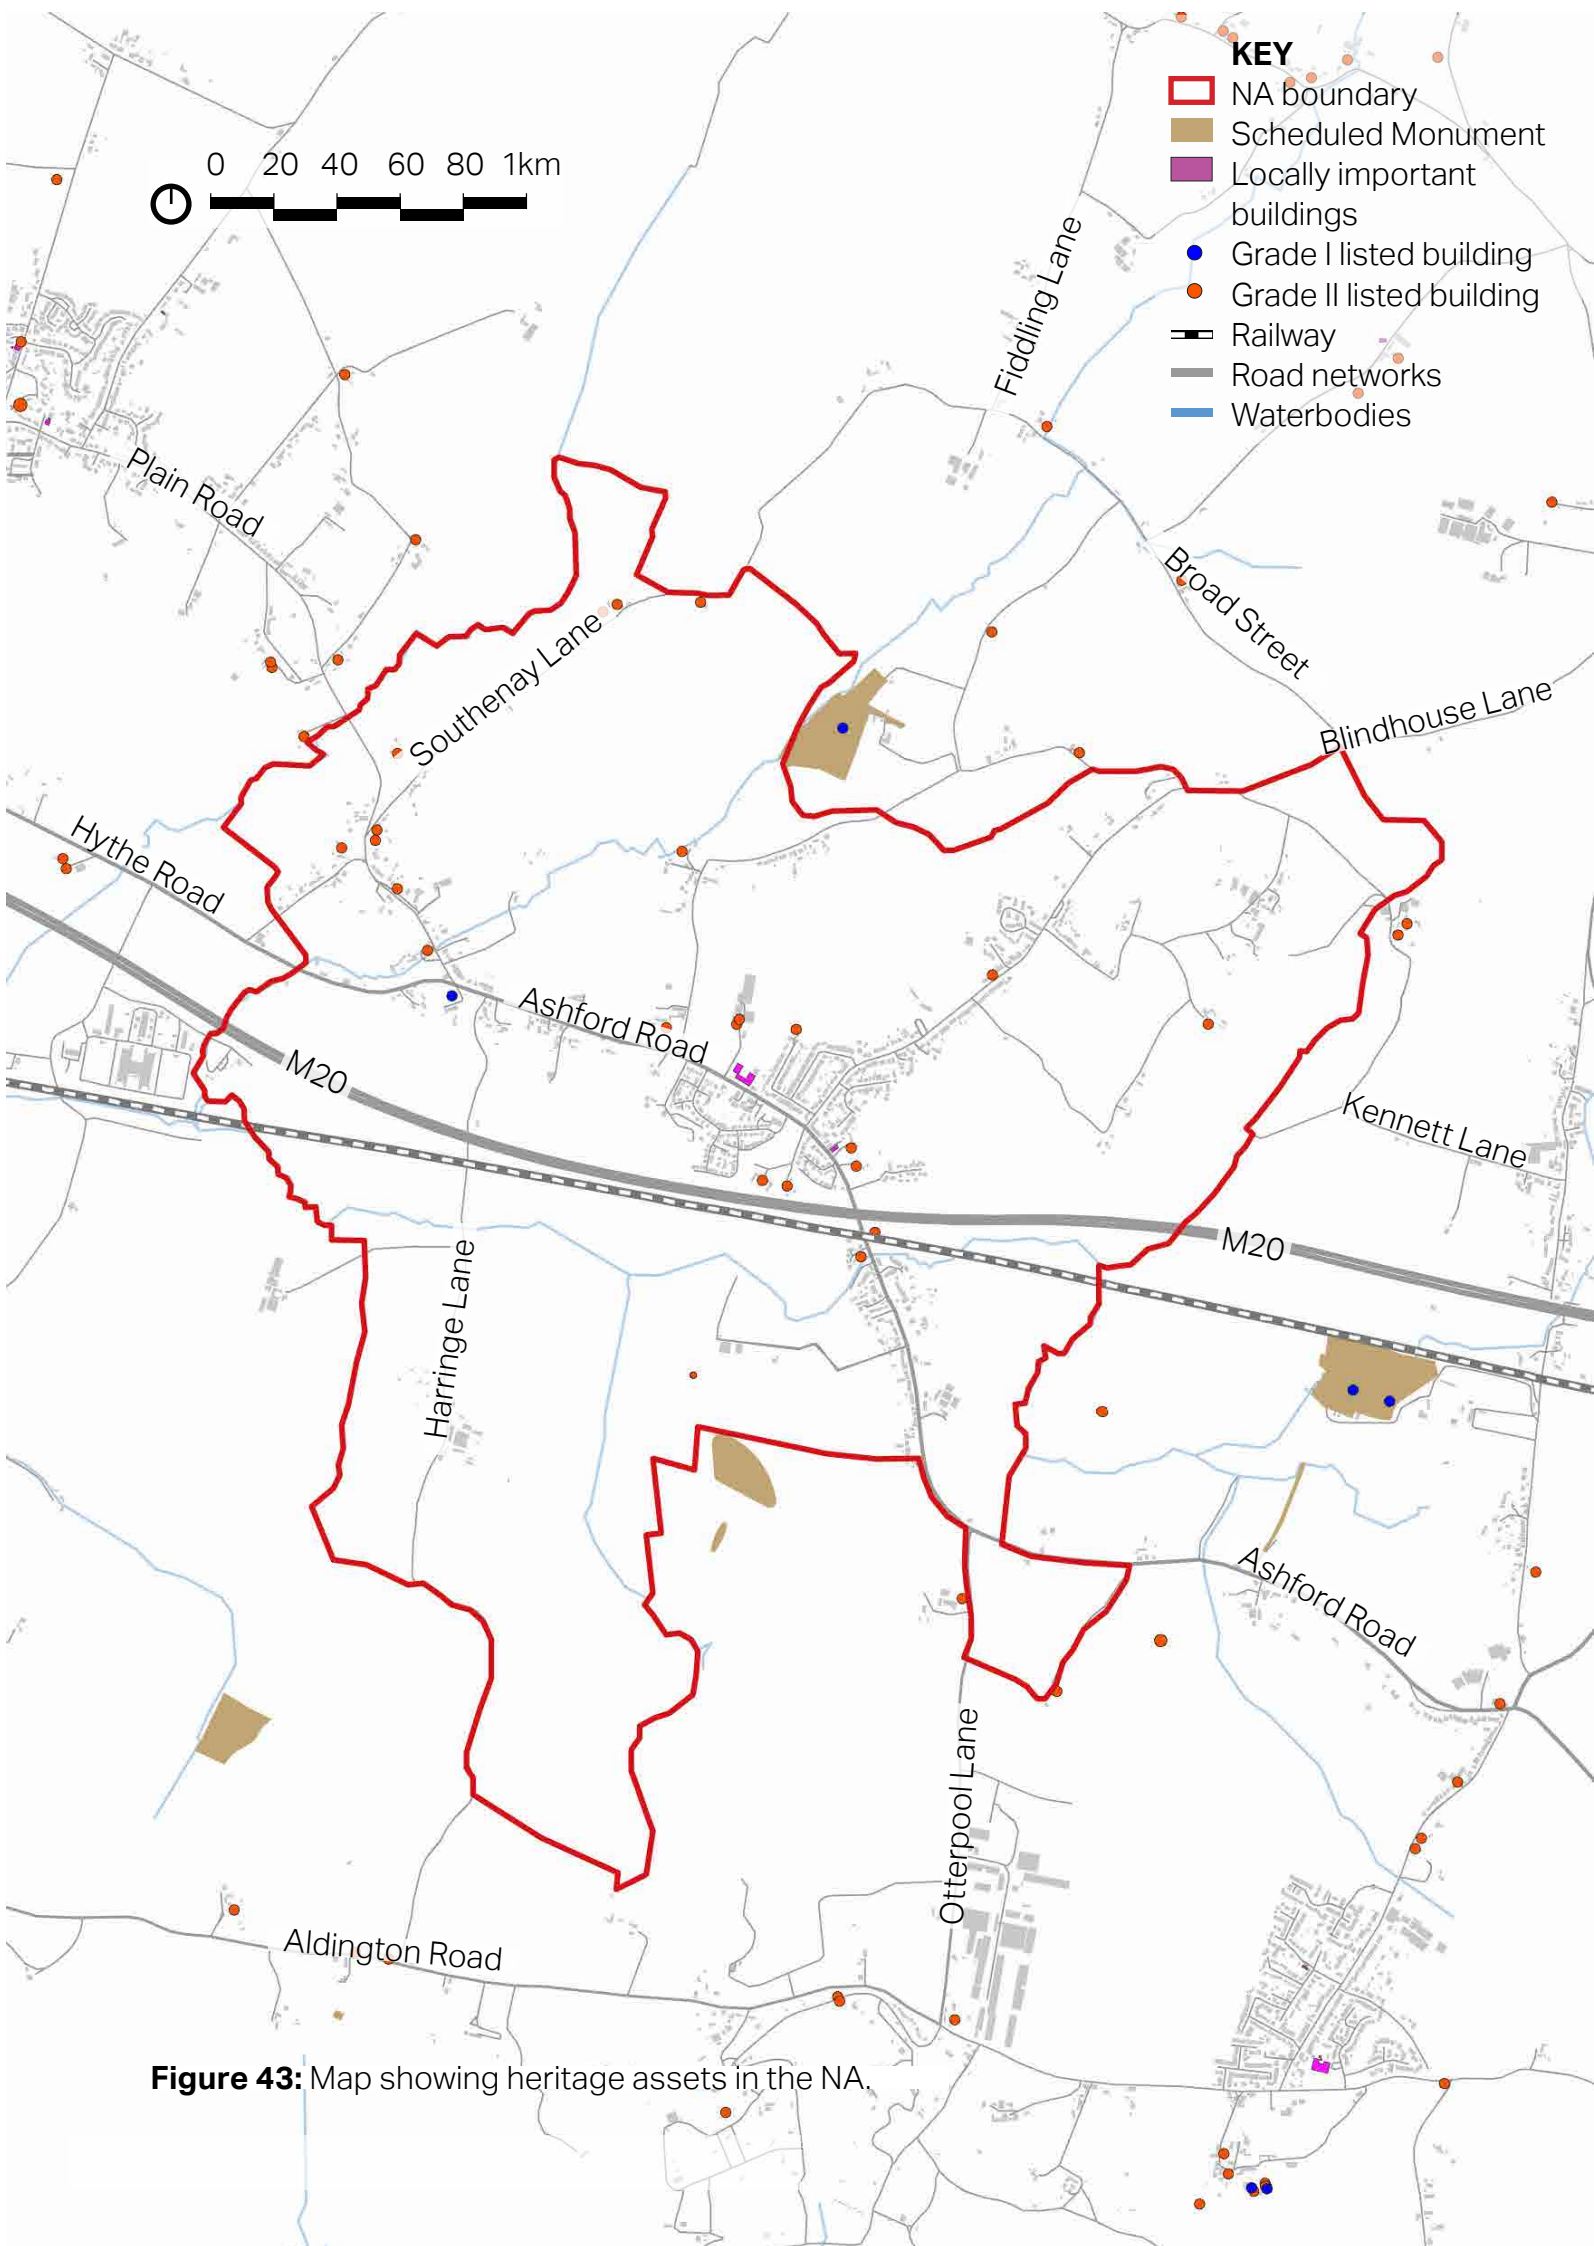 KEY
NA boundary
Scheduled Monument
Locally important
buildings
Grade I listed building
Grade II listed building
Railway
Road networks
Waterbodies
0 20 40 60 80 1km
Fiddling Lane
Plain Road
Broad Street
Southenay Lane
Blindhouse Lane
Hythe Road
Ashford Road
M20
Kennett Lane
M20
Harringe Lane
Ashford Road
Otterpool Lane
Aldington Road
Figure 43: Map showing heritage assets in the NA.